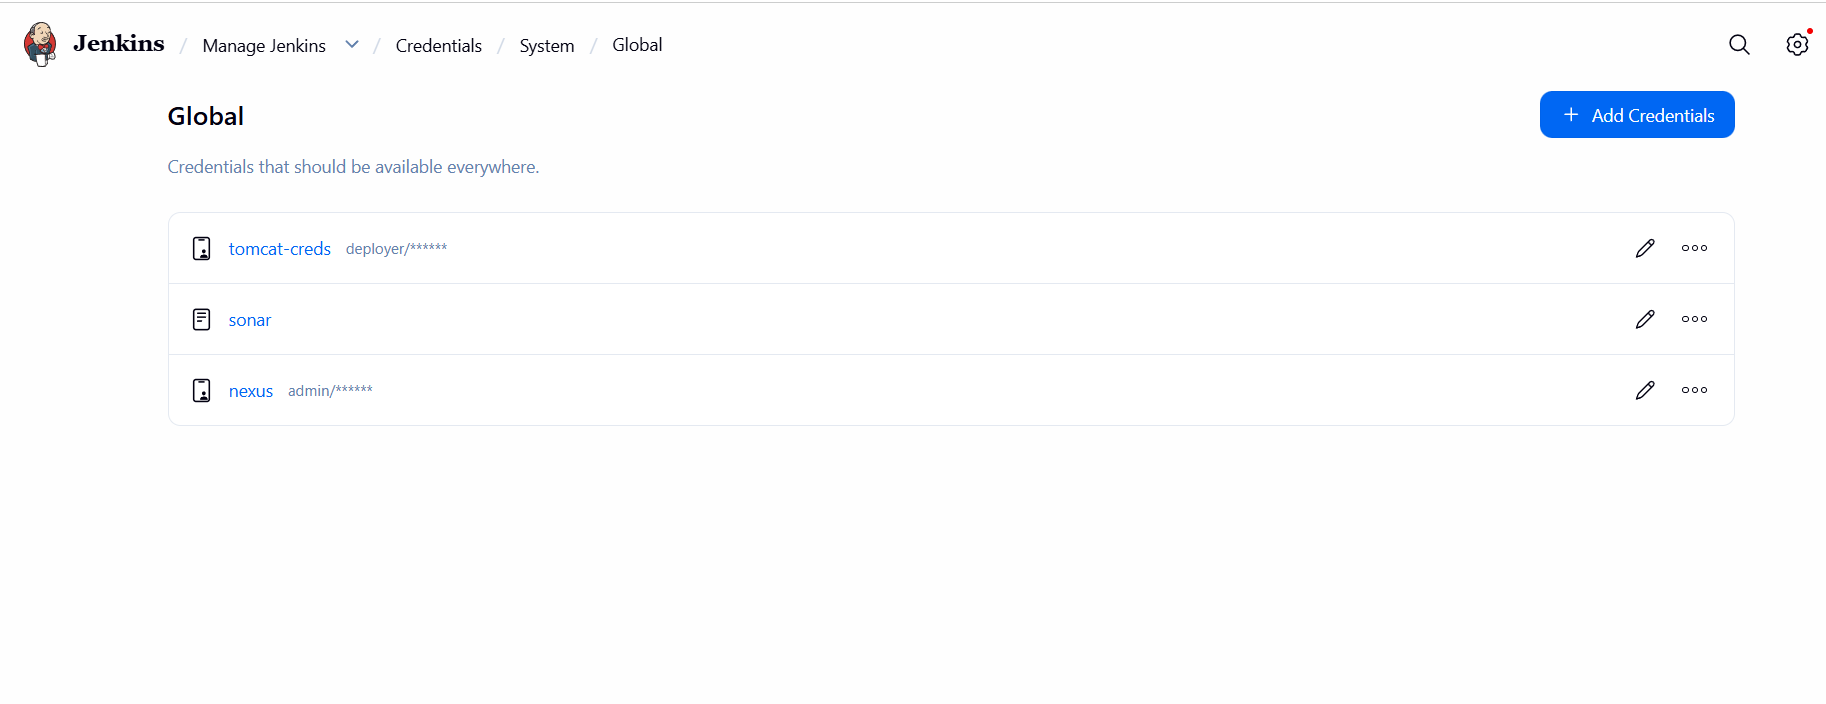 Jenkins / Manage Jenkins / Credentials / System / Global
Global
+ Add Credentials
Credentials that should be available everywhere.
tomcat-creds deployer/******
sonar
nexus admin/******